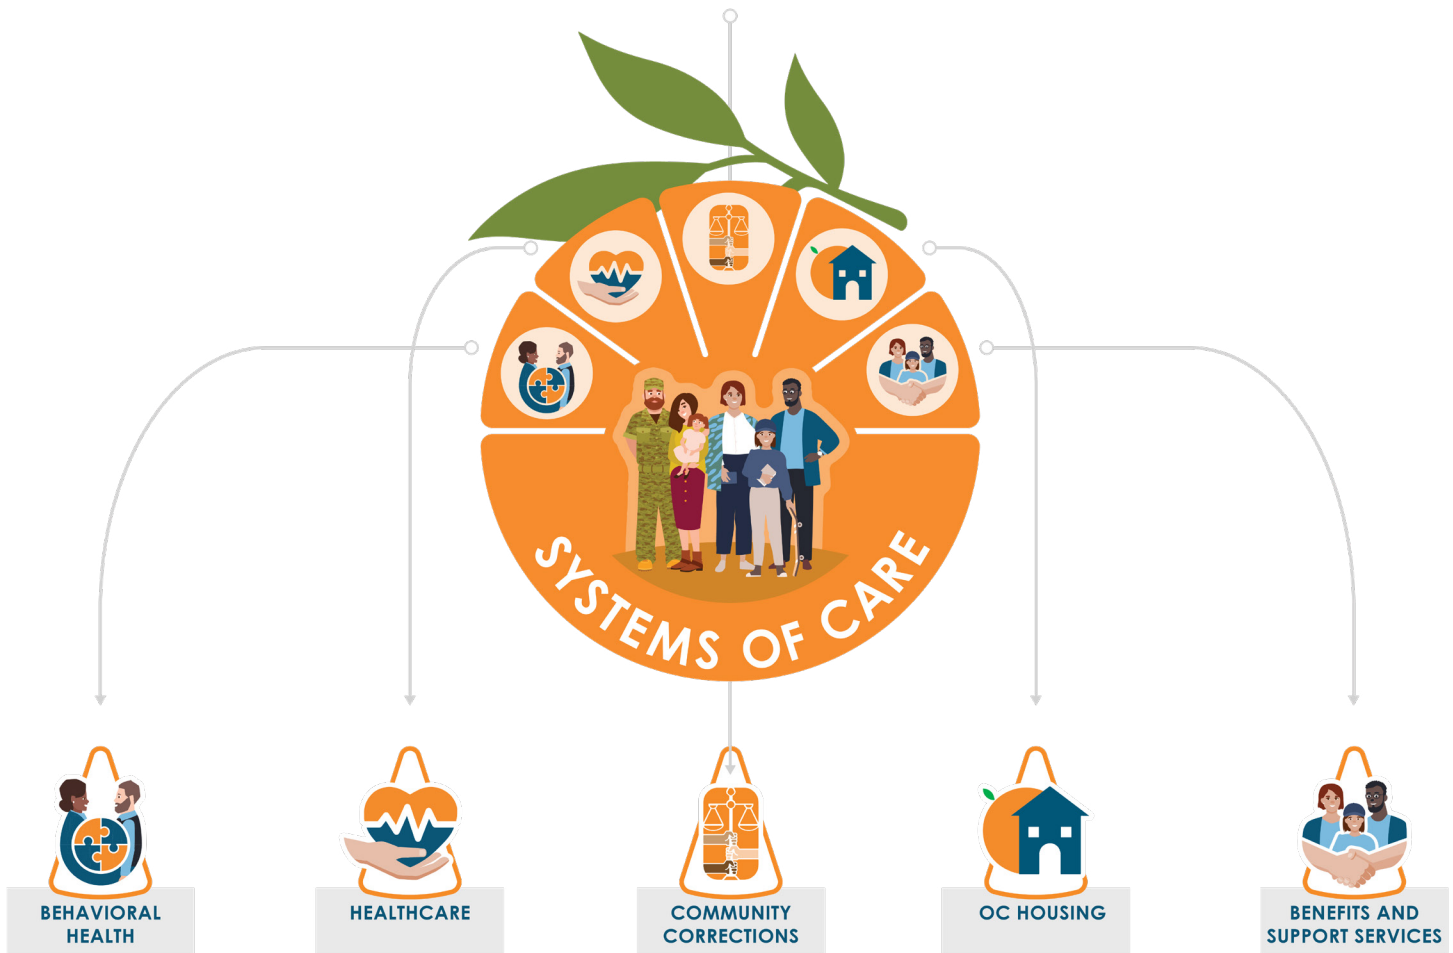 SYSTEMS OF CARE
BEHAVIORAL
HEALTH
HEALTHCARE
COMMUNITY
CORRECTIONS
OC HOUSING
BENEFITS AND
SUPPORT SERVICES